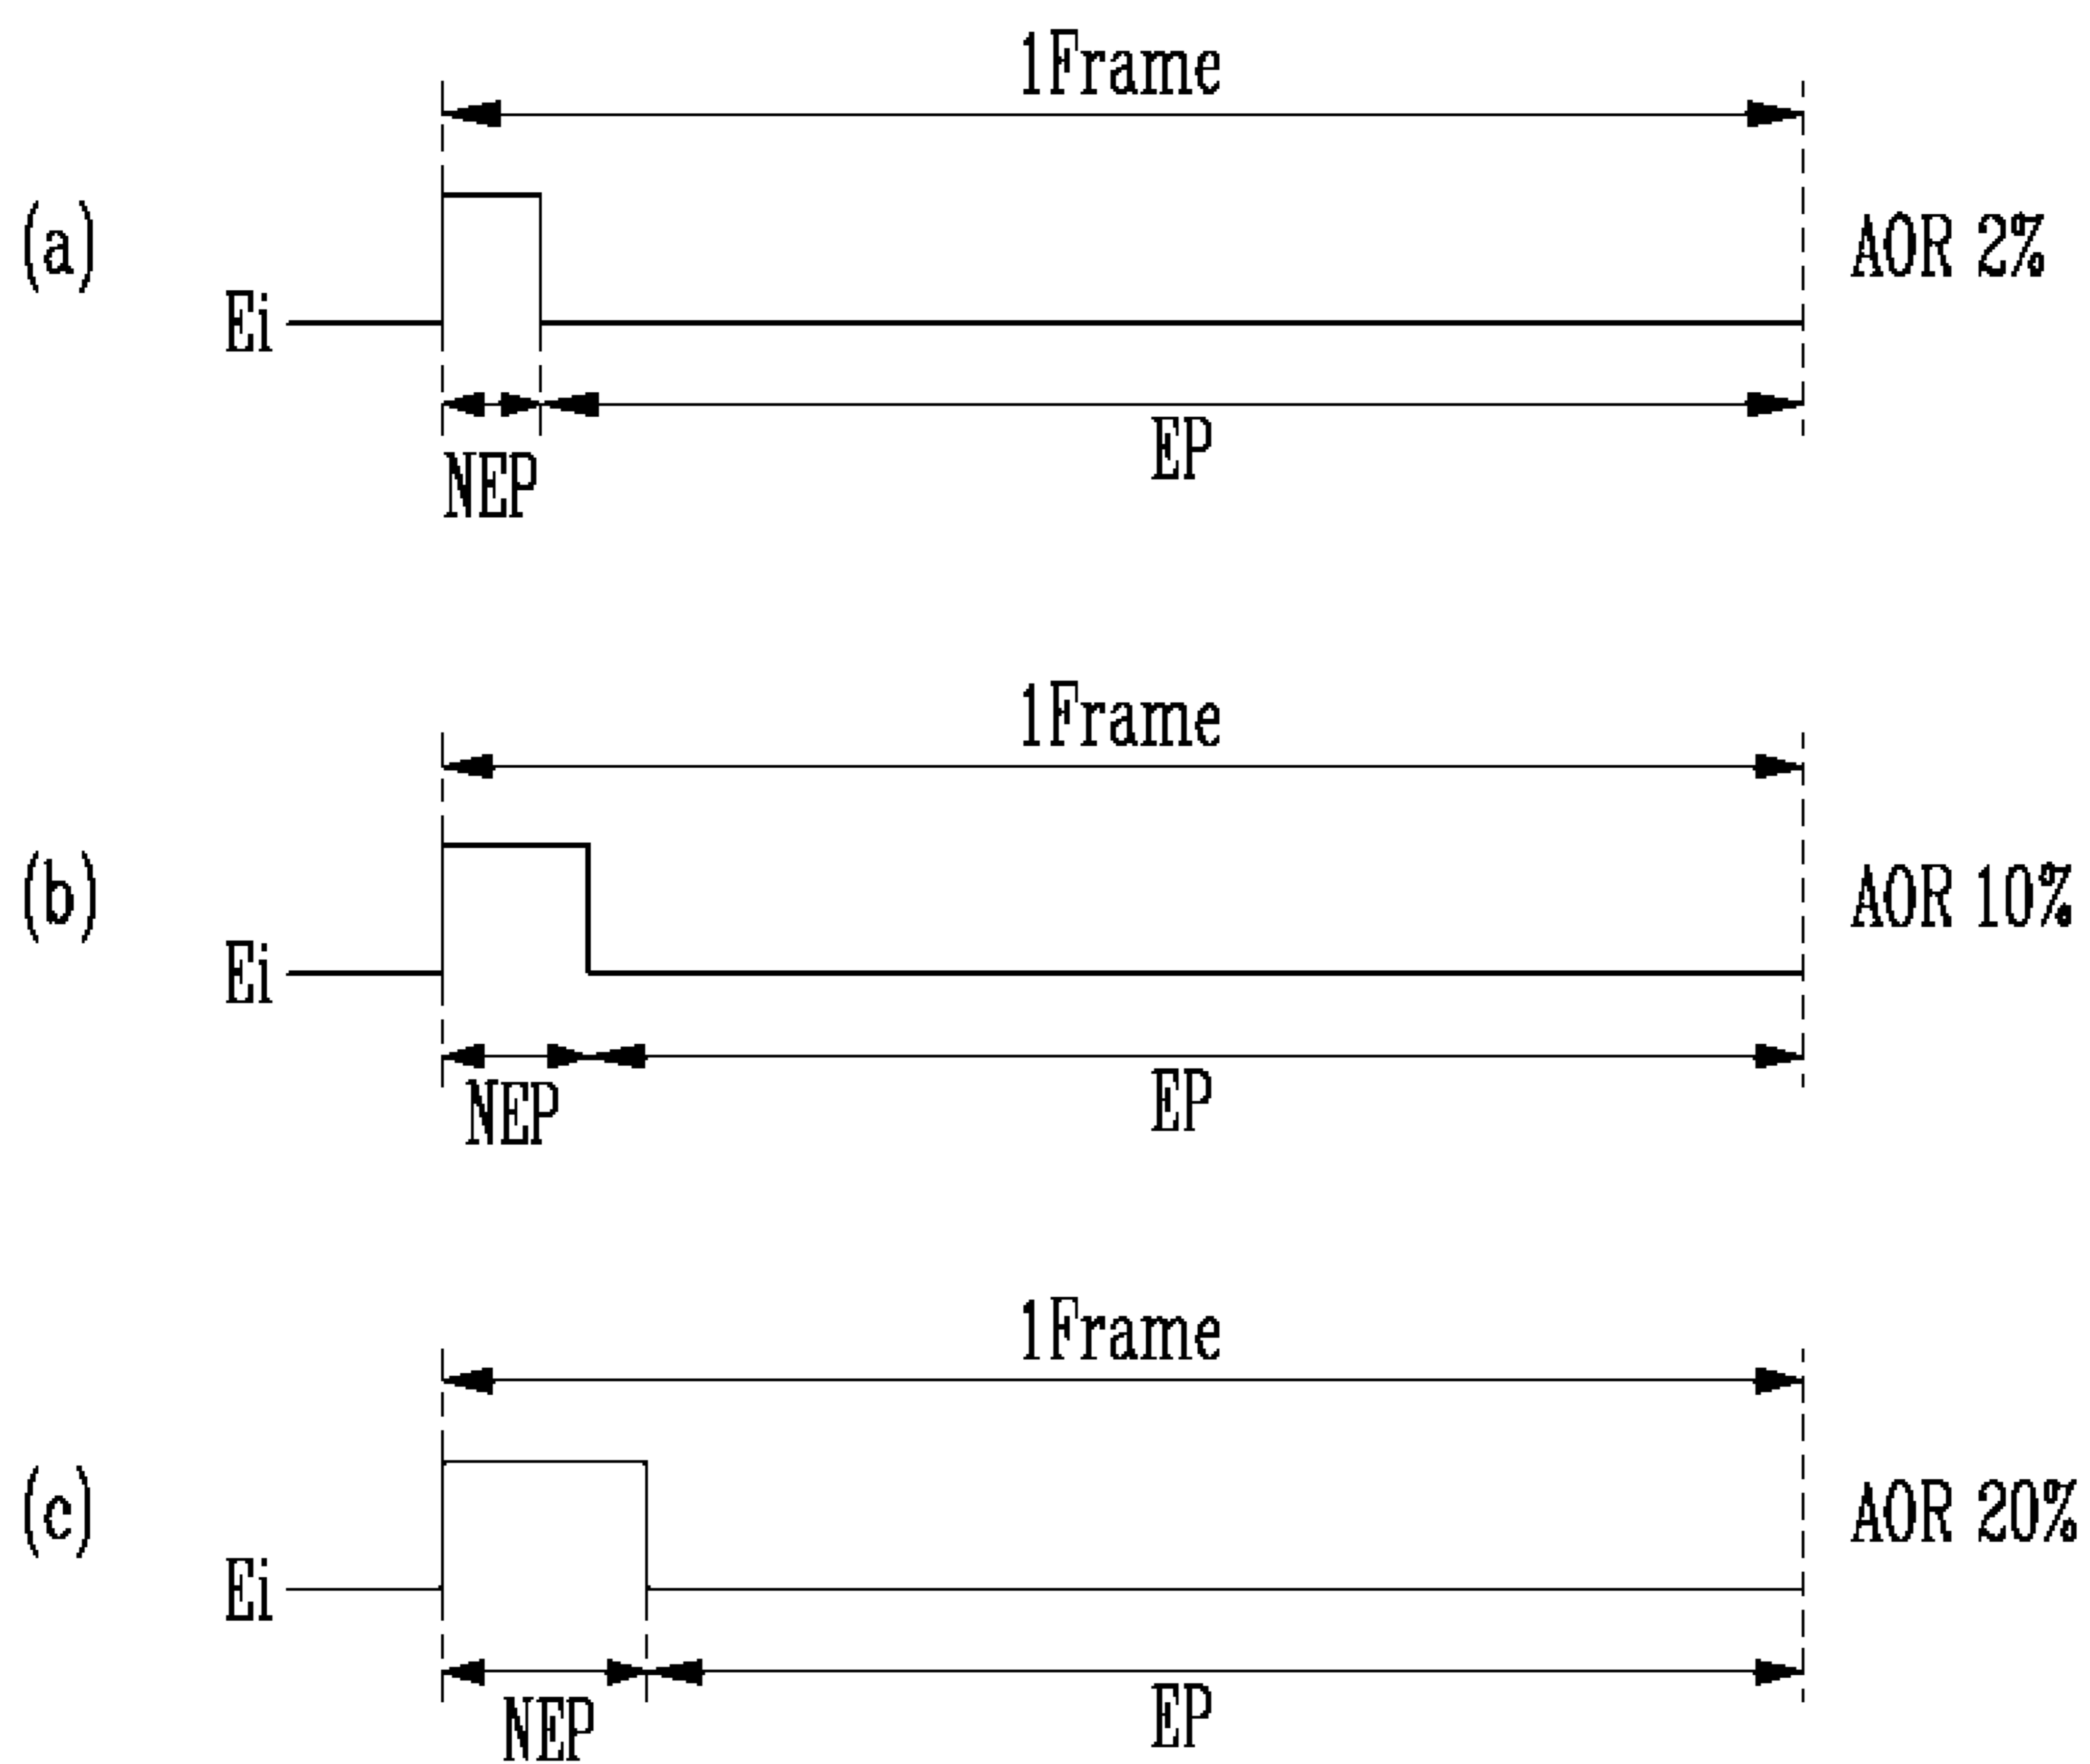 1Frame
(a)
AOR 2%
Ei
EP
NEP
1Frame
(b)
AOR 10%
Ei
EP
NEP
1Frame
(c)
AOR 20%
Ei
EP
NEP